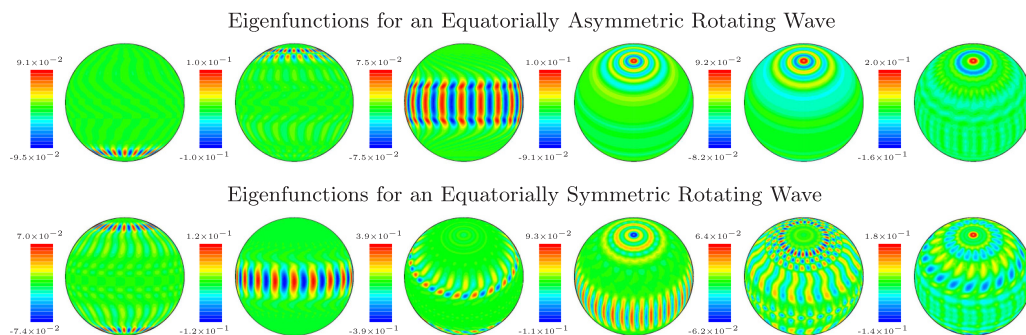 Eigenfunctions for an Equatorially Asymmetric Rotating Wave
9.1×10⁻² 1.0×10⁻¹ 7.5×10⁻² 1.0×10⁻¹ 9.2×10⁻² 2.0×10⁻¹
-9.5×10⁻² -1.0×10⁻¹ -7.5×10⁻² -9.1×10⁻² -8.2×10⁻² -1.6×10⁻¹
Eigenfunctions for an Equatorially Symmetric Rotating Wave
7.0×10⁻² 1.2×10⁻¹ 3.9×10⁻¹ 9.3×10⁻² 6.4×10⁻² 1.8×10⁻¹
-7.4×10⁻² -1.2×10⁻¹ -3.9×10⁻¹ -1.1×10⁻¹ -6.2×10⁻² -1.4×10⁻¹